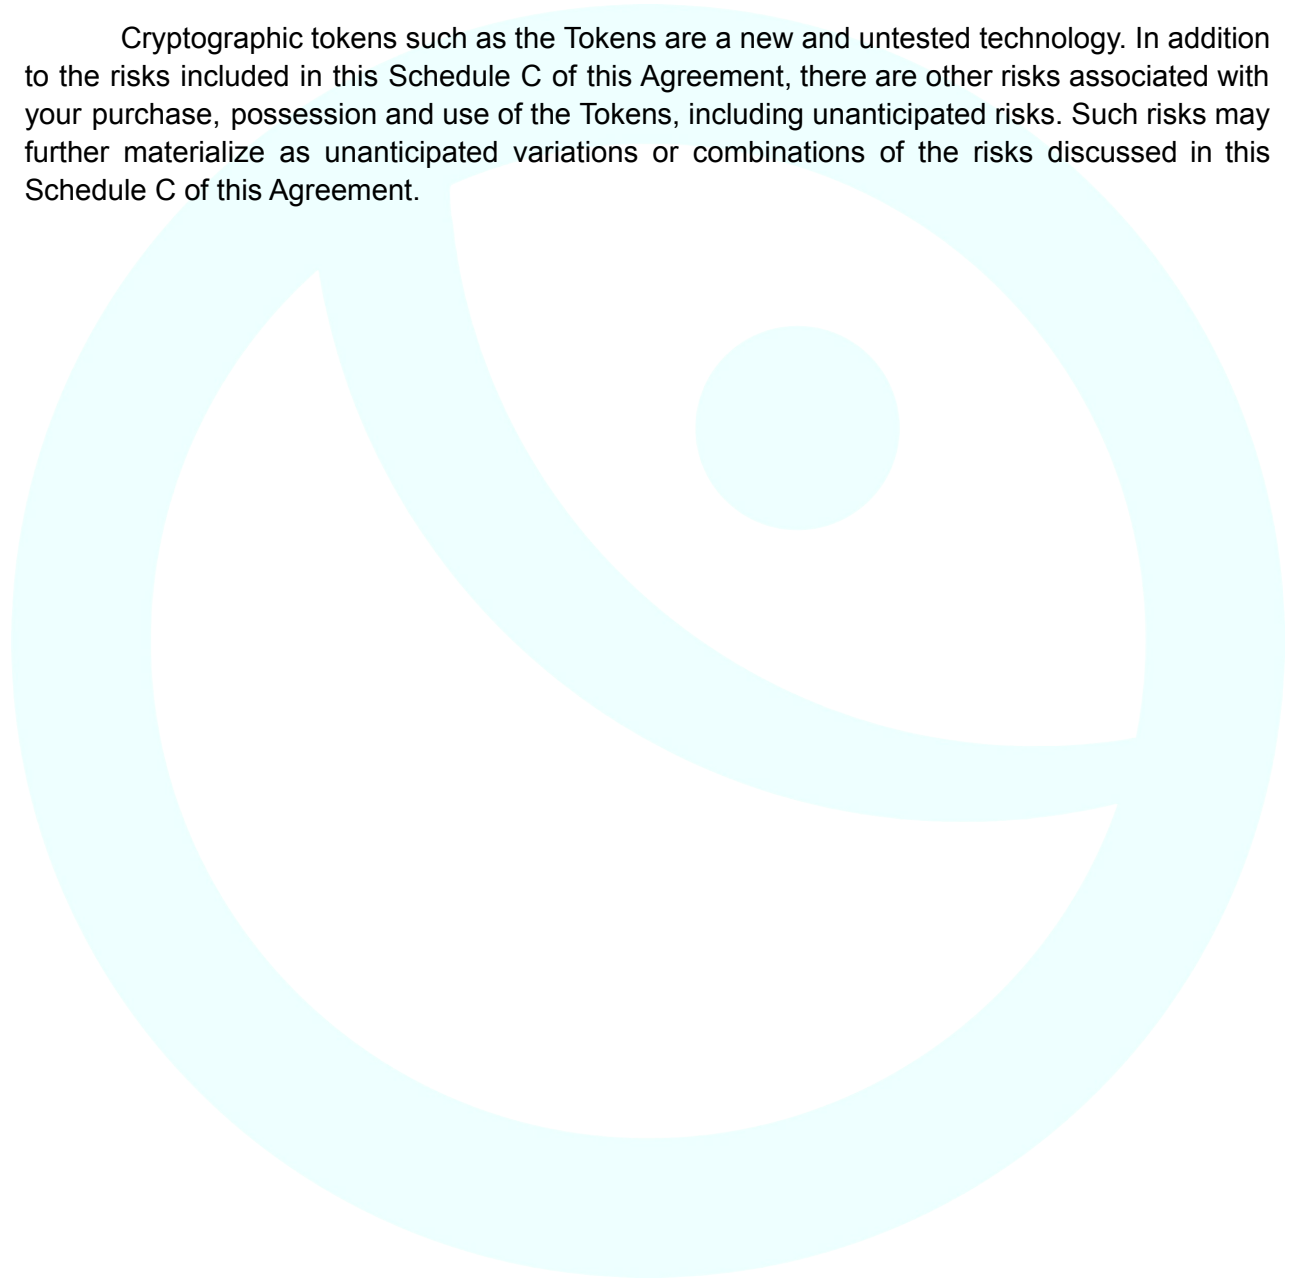 Cryptographic tokens such as the Tokens are a new and untested technology. In addition
to the risks included in this Schedule C of this Agreement, there are other risks associated with
your purchase, possession and use of the Tokens, including unanticipated risks. Such risks may
further materialize as unanticipated variations or combinations of the risks discussed in this
Schedule C of this Agreement.